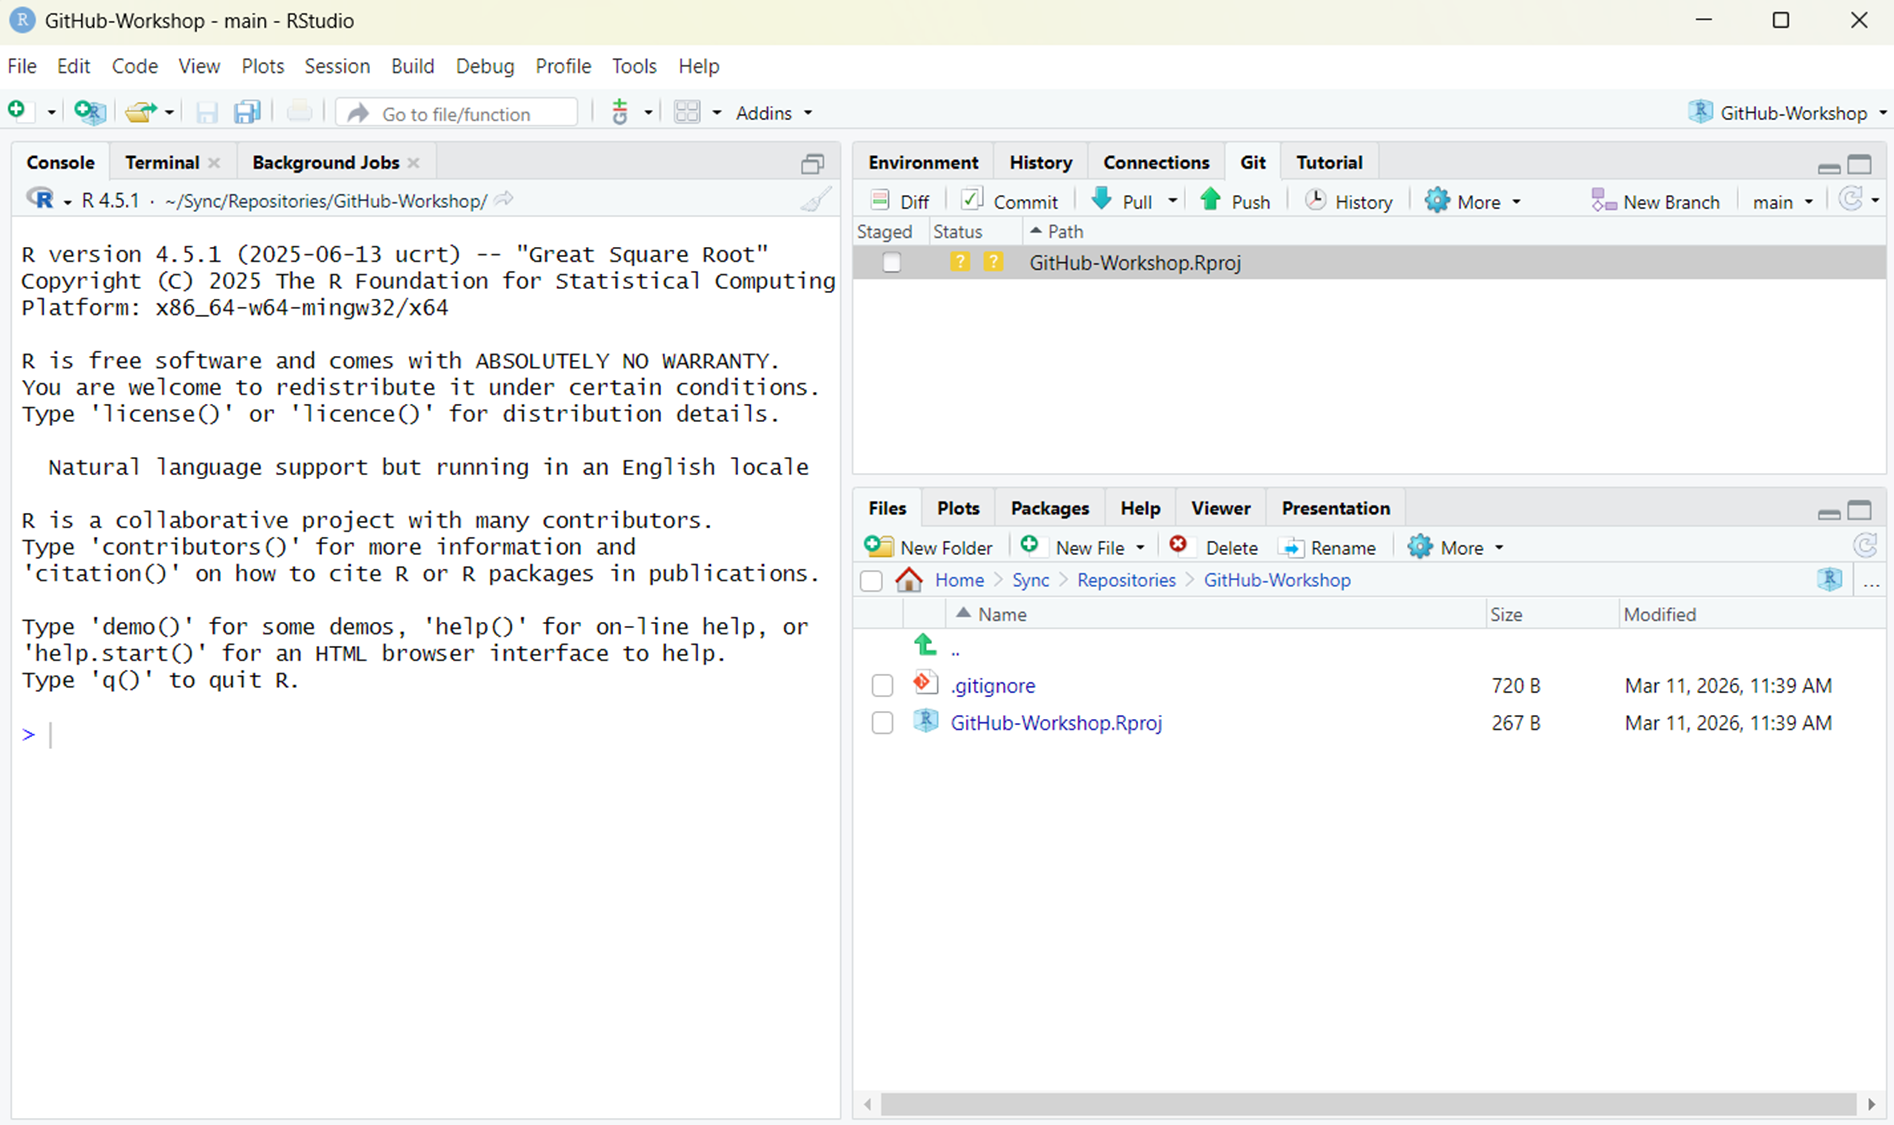 GitHub-Workshop - main - RStudio
File Edit Code View Plots Session Build Debug Profile Tools Help
Go to file/function Addins GitHub-Workshop
Console Terminal Background Jobs
R 4.5.1 · ~/Sync/Repositories/GitHub-Workshop/
R version 4.5.1 (2025-06-13 ucrt) -- "Great Square Root"
Copyright (C) 2025 The R Foundation for Statistical Computing
Platform: x86_64-w64-mingw32/x64
R is free software and comes with ABSOLUTELY NO WARRANTY.
You are welcome to redistribute it under certain conditions.
Type 'license()' or 'licence()' for distribution details.
Natural language support but running in an English locale
R is a collaborative project with many contributors.
Type 'contributors()' for more information and
'citation()' on how to cite R or R packages in publications.
Type 'demo()' for some demos, 'help()' for on-line help, or
'help.start()' for an HTML browser interface to help.
Type 'q()' to quit R.
>
Environment History Connections Git Tutorial
Diff Commit Pull Push History More New Branch main
Staged Status Path
? ? GitHub-Workshop.Rproj
Files Plots Packages Help Viewer Presentation
New Folder New File Delete Rename More
Home Sync Repositories GitHub-Workshop ...
Name Size Modified
..
.gitignore 720 B Mar 11, 2026, 11:39 AM
GitHub-Workshop.Rproj 267 B Mar 11, 2026, 11:39 AM